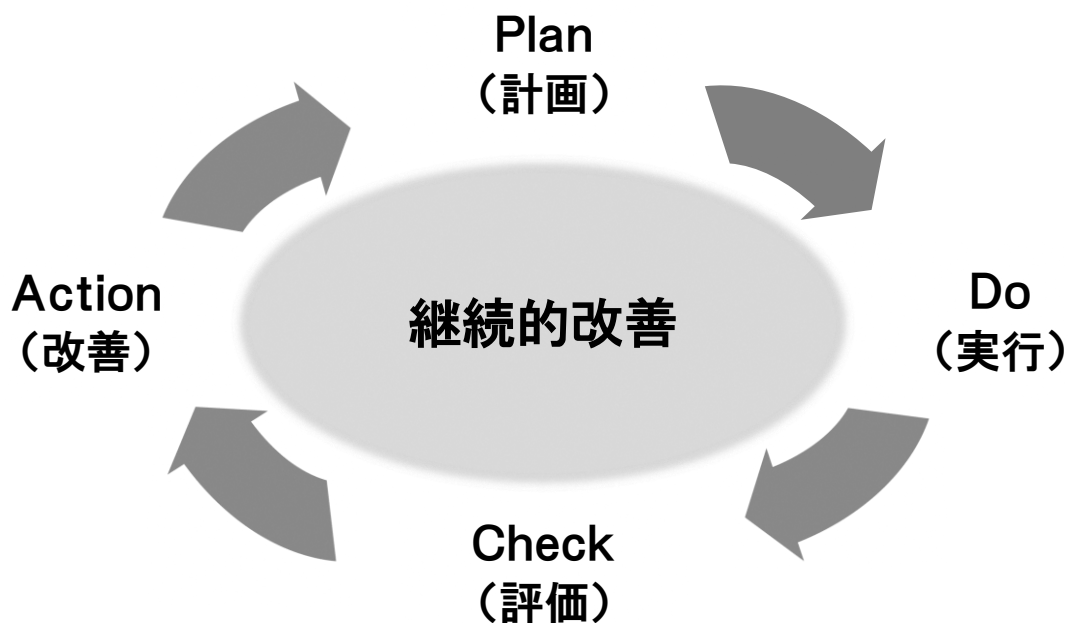 Plan
（計画）
Action
（改善）
継続的改善
Do
（実行）
Check
（評価）